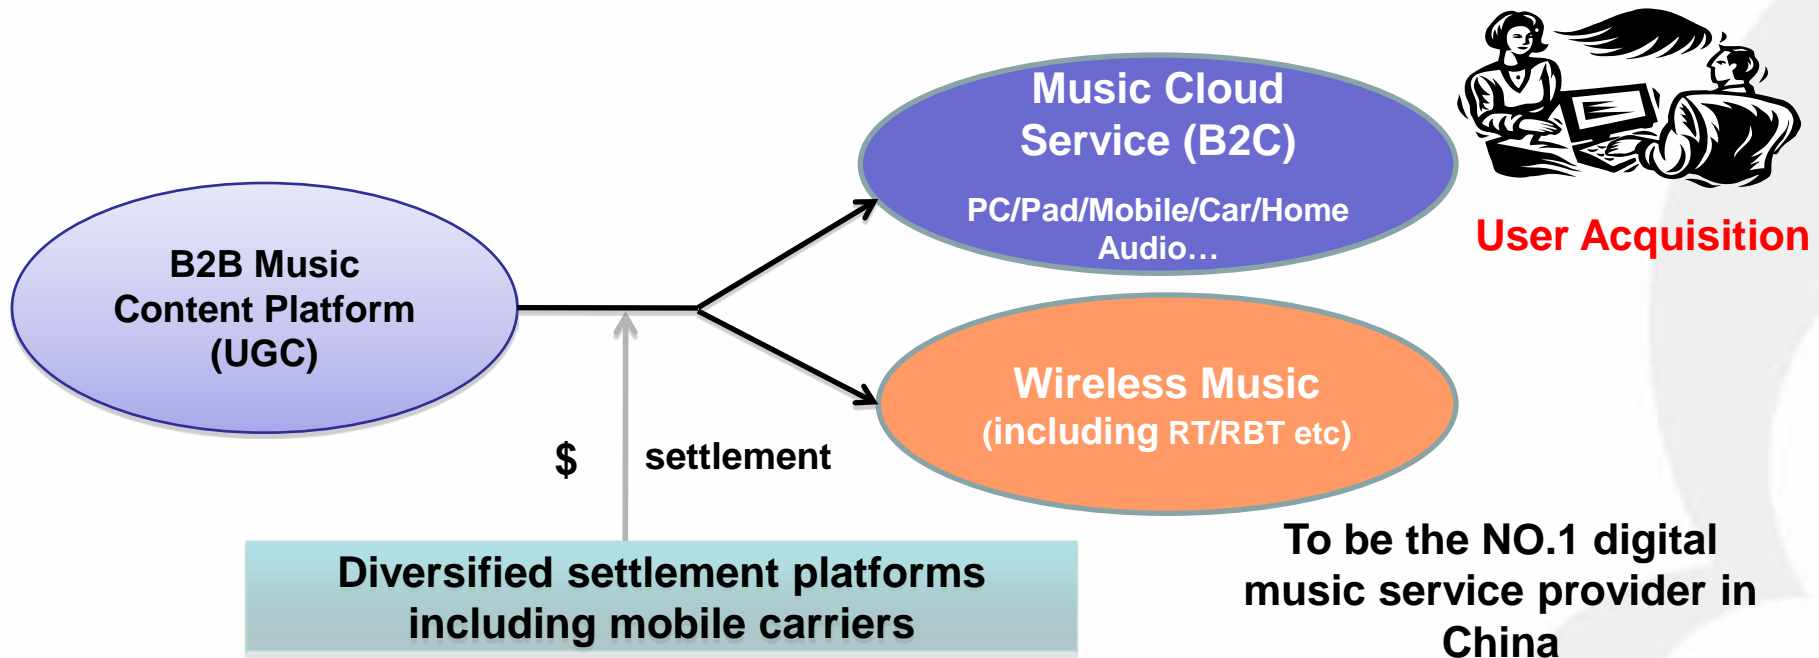 Music Cloud
Service (B2C)
PC/Pad/Mobile/Car/Home
Audio…
User Acquisition
B2B Music
Content Platform
(UGC)
Wireless Music
(including RT/RBT etc)
$ settlement
Diversified settlement platforms
including mobile carriers
To be the NO.1 digital
music service provider in
China